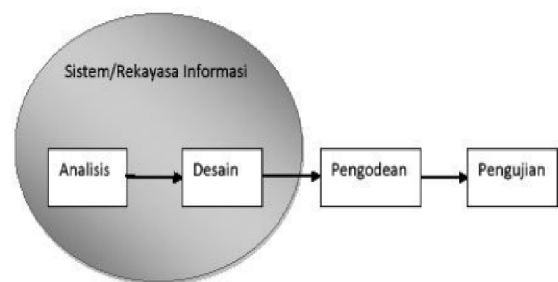 Sistem/Rekayasa Informasi
Analisis
Desain
Pengodean
Pengujian